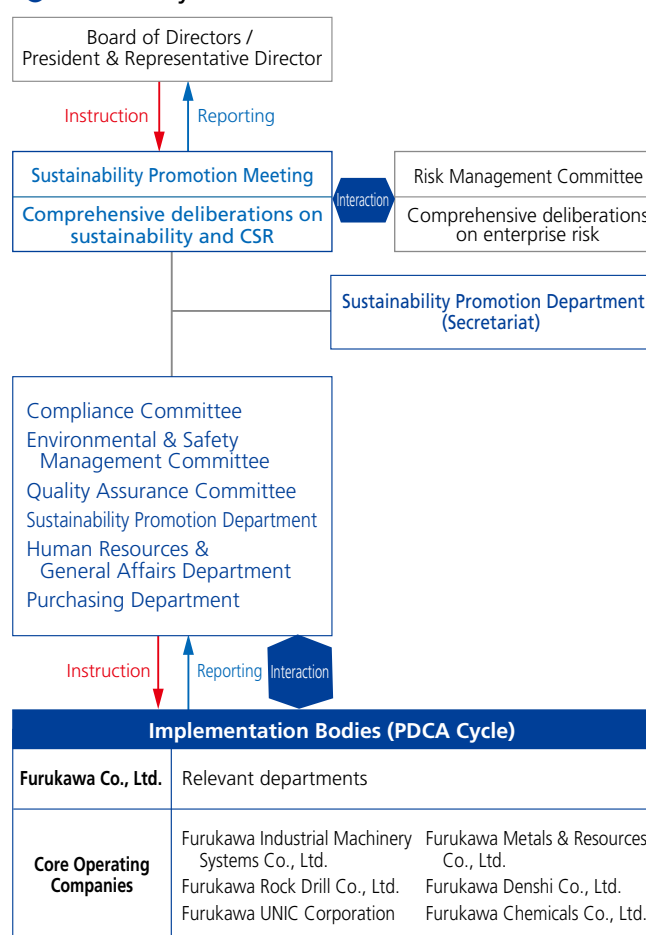 Board of Directors /
President & Representative Director
Instruction
Reporting
Sustainability Promotion Meeting
Comprehensive deliberations on
sustainability and CSR
Interaction
Risk Management Committee
Comprehensive deliberations
on enterprise risk
Sustainability Promotion Department
(Secretariat)
Compliance Committee
Environmental & Safety
Management Committee
Quality Assurance Committee
Sustainability Promotion Department
Human Resources &
General Affairs Department
Purchasing Department
Instruction
Reporting
Interaction
Implementation Bodies (PDCA Cycle)
Furukawa Co., Ltd.
Relevant departments
Core Operating
Companies
Furukawa Industrial Machinery
Systems Co., Ltd.
Furukawa Rock Drill Co., Ltd.
Furukawa UNIC Corporation
Furukawa Metals & Resources
Co., Ltd.
Furukawa Denshi Co., Ltd.
Furukawa Chemicals Co., Ltd.